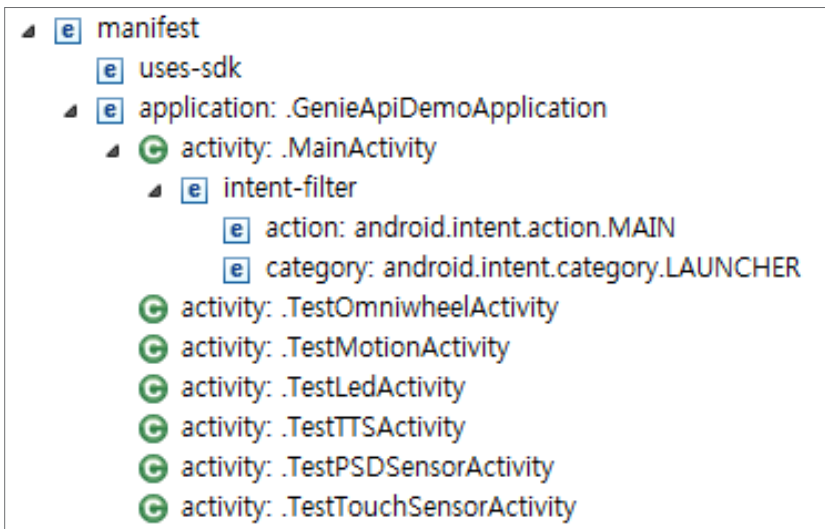 manifest
uses-sdk
application: .GenieApiDemoApplication
activity: .MainActivity
intent-filter
action: android.intent.action.MAIN
category: android.intent.category.LAUNCHER
activity: .TestOmniwheelActivity
activity: .TestMotionActivity
activity: .TestLedActivity
activity: .TestTTSActivity
activity: .TestPSDSensorActivity
activity: .TestTouchSensorActivity